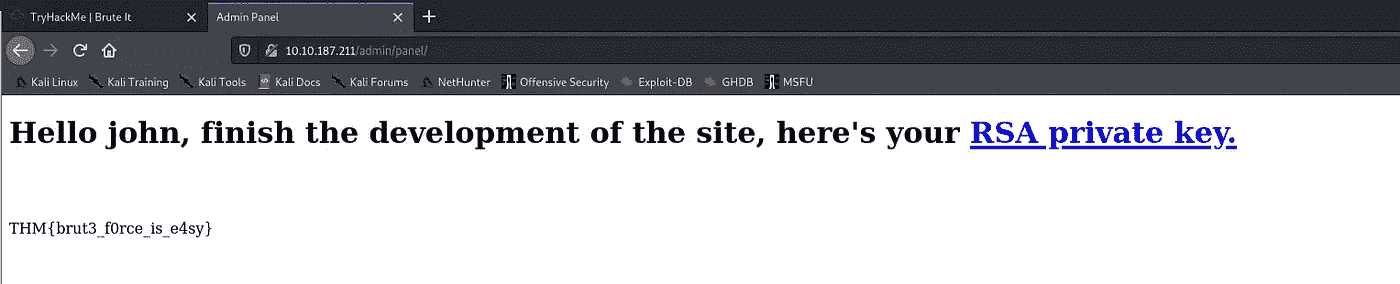 TryHackMe | Brute It
Admin Panel
10.10.187.211/admin/panel/
Kali Linux Kali Training Kali Tools Kali Docs Kali Forums NetHunter Offensive Security Exploit-DB GHDB MSFU
Hello john, finish the development of the site, here's your RSA private key.
THM{brut3_f0rce_is_e4sy}